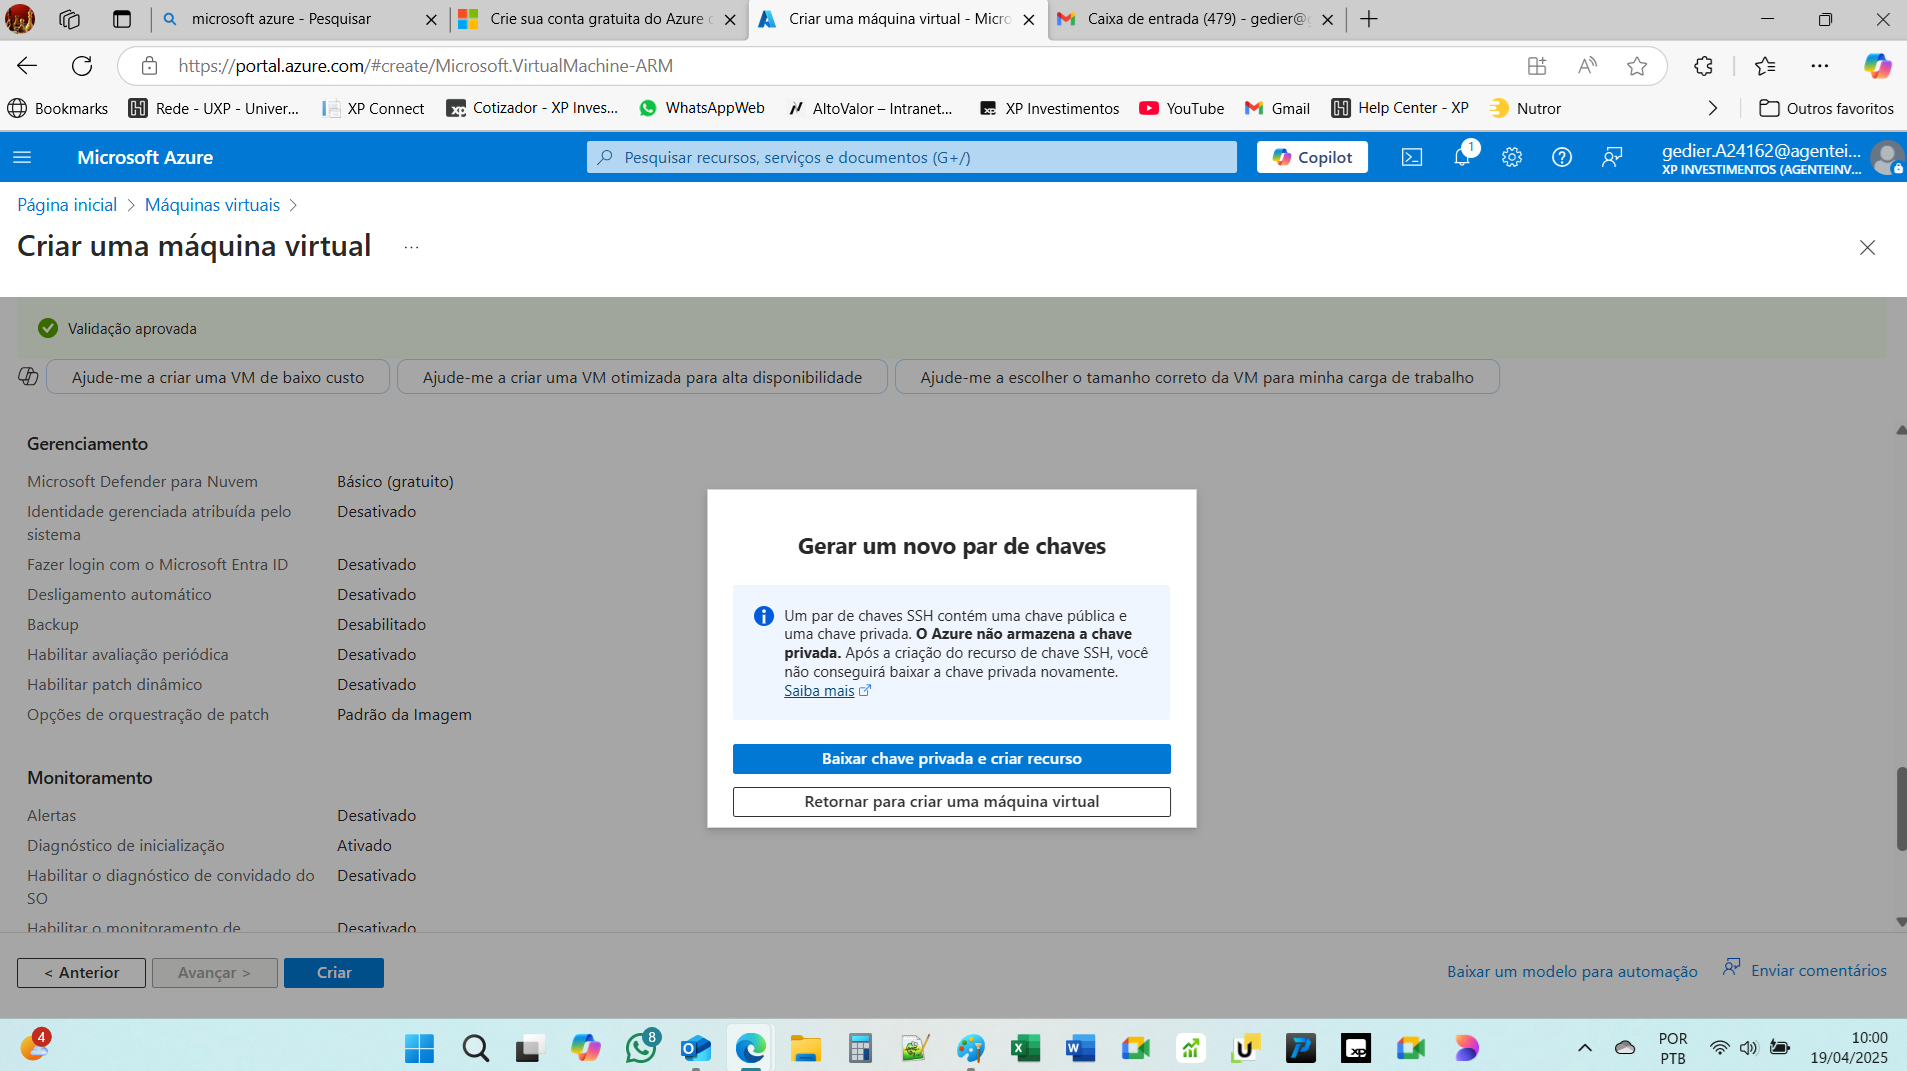 microsoft azure - Pesquisar
Crie sua conta gratuita do Azure
Criar uma máquina virtual - Micro
Caixa de entrada (479) - gedier@
https://portal.azure.com/#create/Microsoft.VirtualMachine-ARM
Bookmarks
Rede - UXP - Univer...
XP Connect
Cotizador - XP Inves...
WhatsAppWeb
AltoValor – Intranet...
XP Investimentos
YouTube
Gmail
Help Center - XP
Nutror
Outros favoritos
Microsoft Azure
Pesquisar recursos, serviços e documentos (G+/)
Copilot
1
gedier.A24162@agentei...
XP INVESTIMENTOS (AGENTEINV...
Página inicial > Máquinas virtuais >
Criar uma máquina virtual ...
Validação aprovada
Ajude-me a criar uma VM de baixo custo
Ajude-me a criar uma VM otimizada para alta disponibilidade
Ajude-me a escolher o tamanho correto da VM para minha carga de trabalho
Gerenciamento
Microsoft Defender para Nuvem Básico (gratuito)
Identidade gerenciada atribuída pelo Desativado
sistema
Fazer login com o Microsoft Entra ID Desativado
Desligamento automático Desativado
Backup Desabilitado
Habilitar avaliação periódica Desativado
Habilitar patch dinâmico Desativado
Opções de orquestração de patch Padrão da Imagem
Monitoramento
Alertas Desativado
Diagnóstico de inicialização Ativado
Habilitar o diagnóstico de convidado do Desativado
SO
Habilitar o monitoramento de Desativado
Gerar um novo par de chaves
Um par de chaves SSH contém uma chave pública e
uma chave privada. O Azure não armazena a chave
privada. Após a criação do recurso de chave SSH, você
não conseguirá baixar a chave privada novamente.
Saiba mais
Baixar chave privada e criar recurso
Retornar para criar uma máquina virtual
< Anterior
Avançar >
Criar
Baixar um modelo para automação
Enviar comentários
4
8
xp
POR
PTB
10:00
19/04/2025